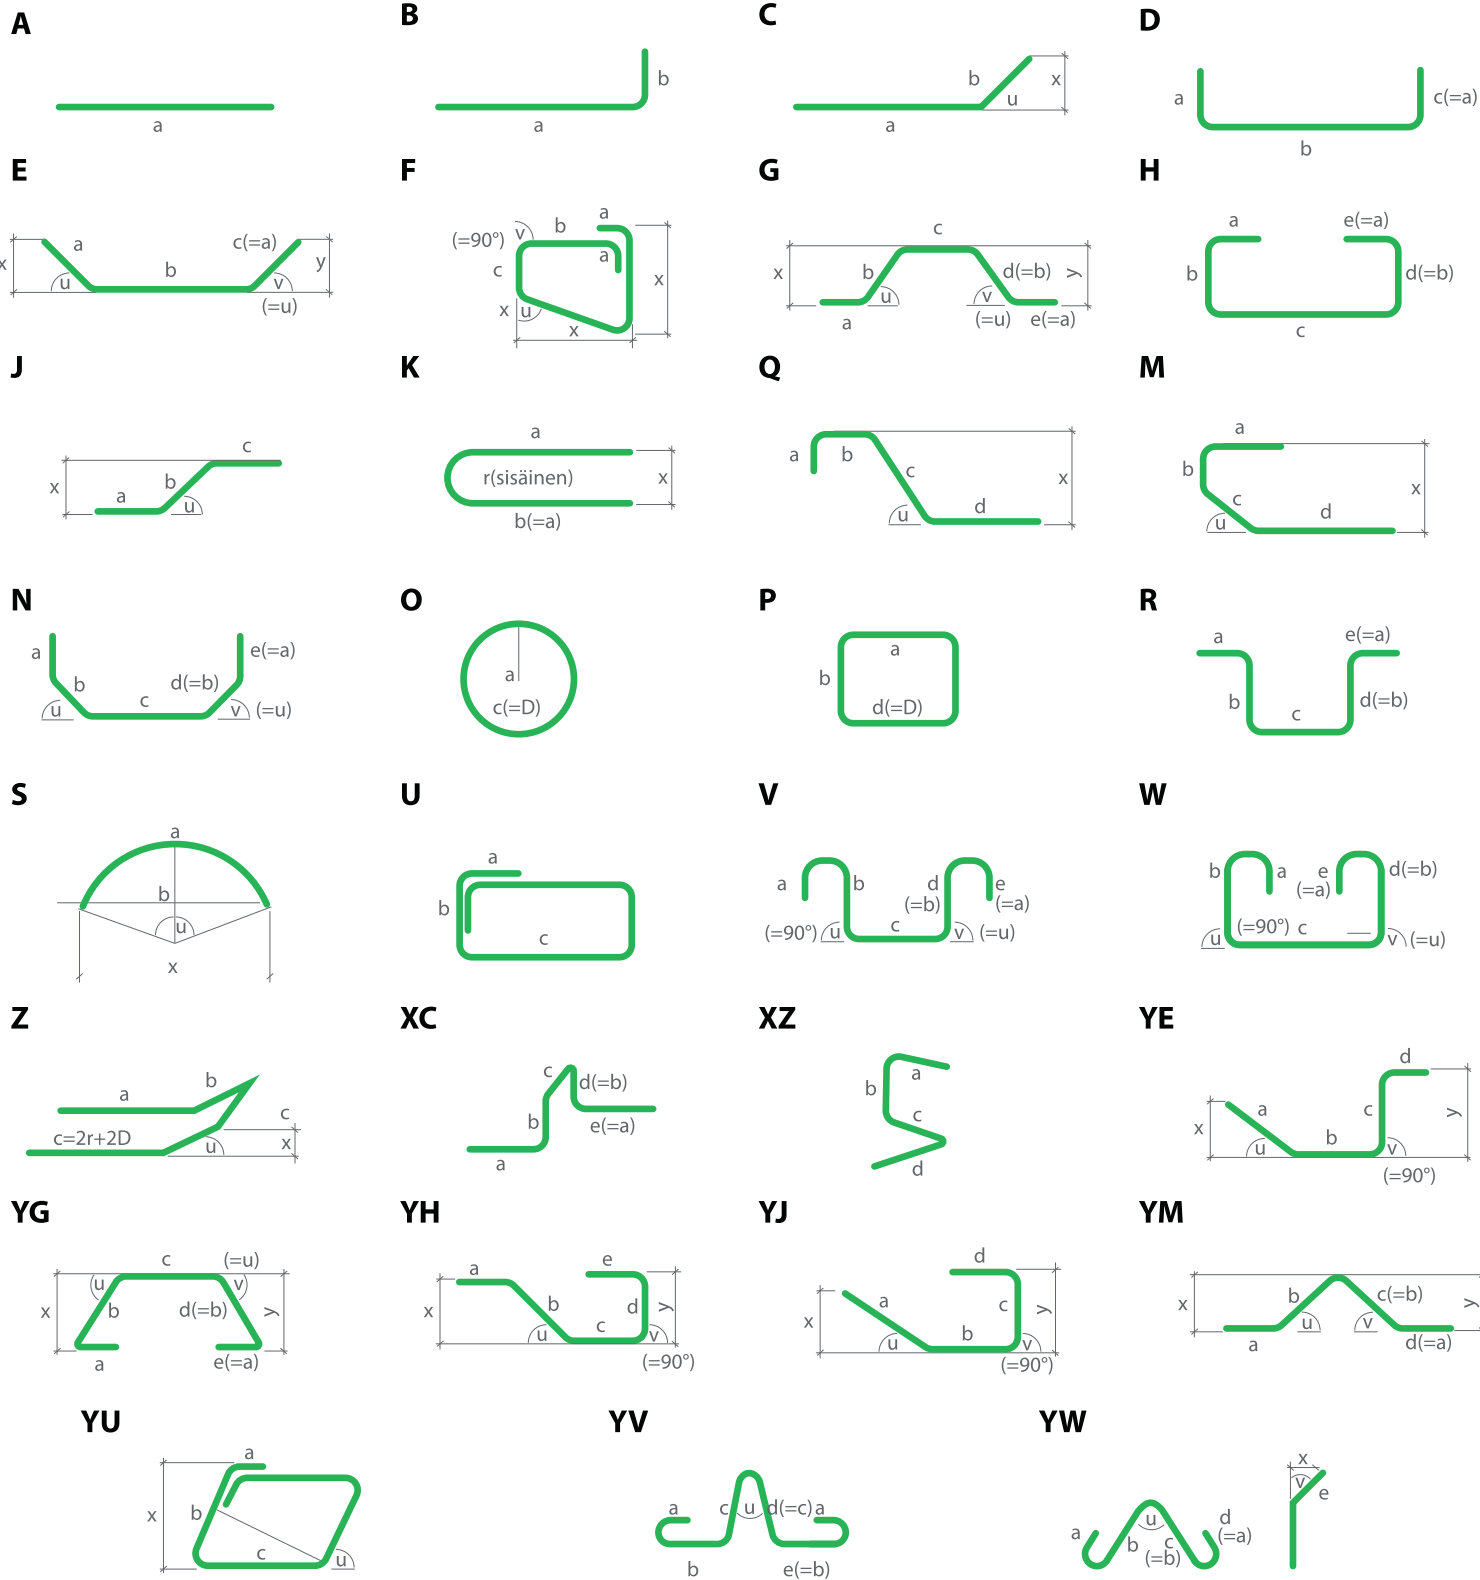 A
a
B
a
b
C
a
b
u
x
D
a
b
c(=a)
E
x
a
u
b
c(=a)
v
(=u)
y
F
(=90°)
v
b
a
a
c
x
u
x
x
G
x
a
b
u
c
d(=b)
v
(=u)
e(=a)
y
H
a
e(=a)
b
d(=b)
c
J
x
a
b
u
c
K
a
r(sisäinen)
b(=a)
x
Q
a
b
c
u
d
x
M
a
b
c
u
d
x
N
a
b
u
c
d(=b)
e(=a)
v
(=u)
O
a
c(=D)
P
a
b
d(=D)
R
a
e(=a)
b
d(=b)
c
S
a
b
u
x
U
a
b
c
V
a
b
(=90°)
u
c
d
(=b)
e
(=a)
v
(=u)
W
b
a
e
(=a)
d(=b)
u
(=90°)
c
v
(=u)
Z
a
b
c
c=2r+2D
u
x
XC
c
d(=b)
b
e(=a)
a
XZ
a
b
c
d
YE
d
a
c
x
u
b
v
y
(=90°)
YG
c
(=u)
u
v
x
b
d(=b)
y
a
e(=a)
YH
a
e
x
b
d
y
u
c
v
(=90°)
YJ
d
a
c
x
y
u
b
v
(=90°)
YM
x
b
c(=b)
y
u
v
a
d(=a)
YU
a
x
b
c
u
YV
a
c
u
d(=c)
a
b
e(=b)
YW
a
u
b
c
(=b)
d
(=a)
x
v
e